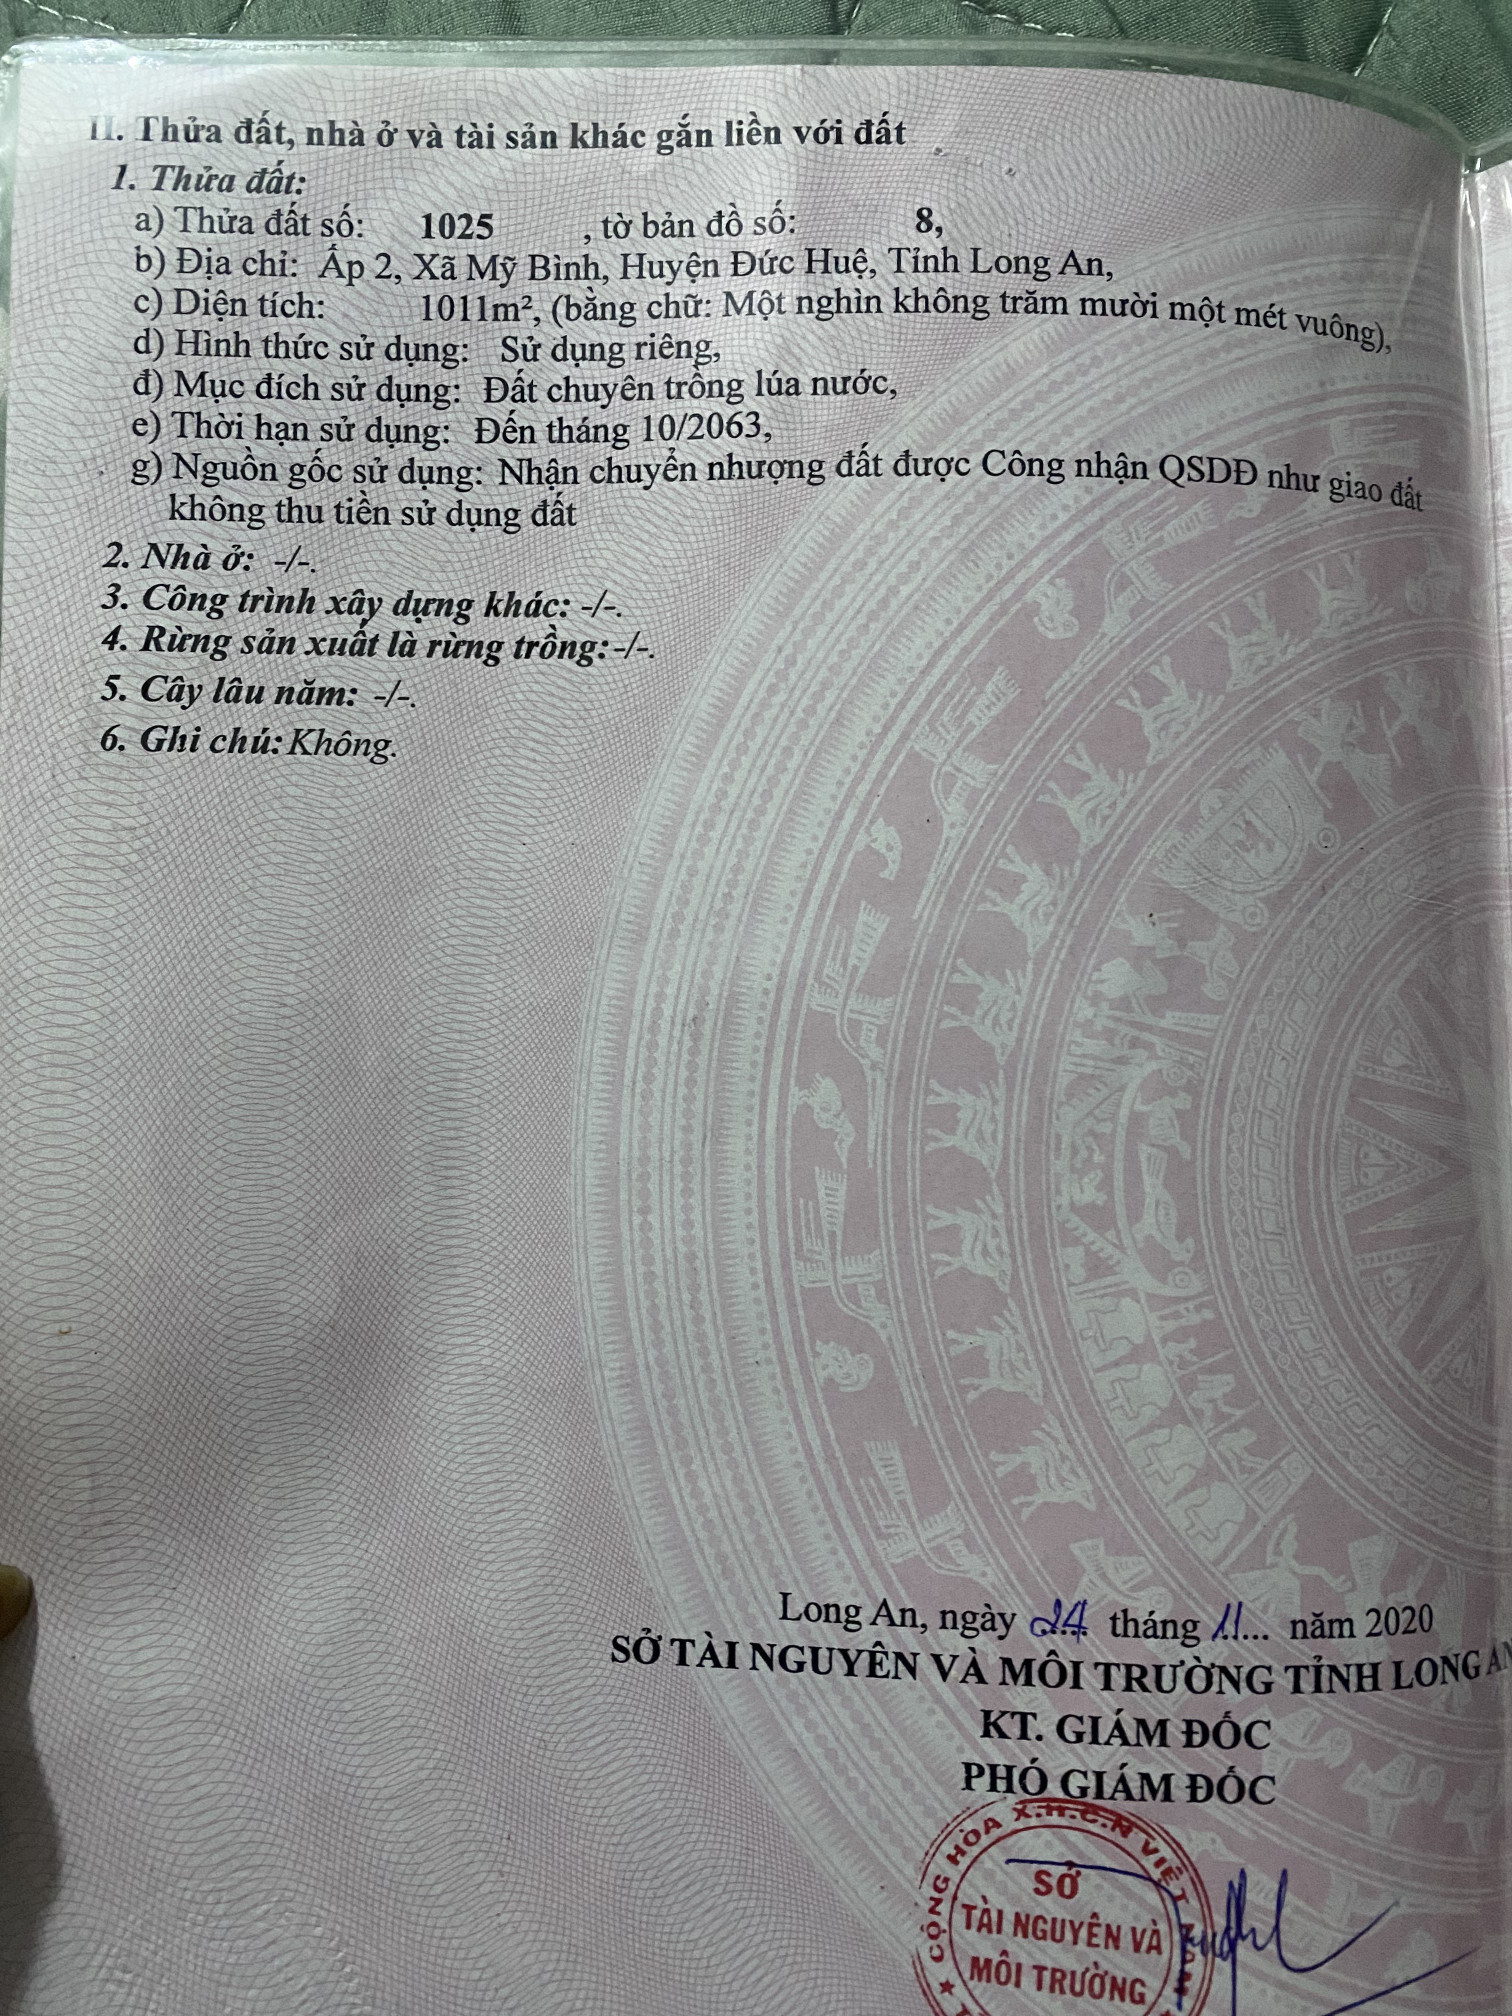 II. Thửa đất, nhà ở và tài sản khác gắn liền với đất
1. Thửa đất:
a) Thửa đất số: 1025 , tờ bản đồ số: 8,
b) Địa chỉ: Ấp 2, Xã Mỹ Bình, Huyện Đức Huệ, Tỉnh Long An,
c) Diện tích: 1011m², (bằng chữ: Một nghìn không trăm mười một mét vuông),
d) Hình thức sử dụng: Sử dụng riêng,
đ) Mục đích sử dụng: Đất chuyên trồng lúa nước,
e) Thời hạn sử dụng: Đến tháng 10/2063,
g) Nguồn gốc sử dụng: Nhận chuyển nhượng đất được Công nhận QSDĐ như giao đất
không thu tiền sử dụng đất
2. Nhà ở: -/-.
3. Công trình xây dựng khác: -/-.
4. Rừng sản xuất là rừng trồng: -/-.
5. Cây lâu năm: -/-.
6. Ghi chú: Không.
Long An, ngày 24 tháng 11... năm 2020
SỞ TÀI NGUYÊN VÀ MÔI TRƯỜNG TỈNH LONG AN
KT. GIÁM ĐỐC
PHÓ GIÁM ĐỐC
CỘNG HÒA X.H.C.N VIỆT NAM
SỞ
TÀI NGUYÊN VÀ
MÔI TRƯỜNG